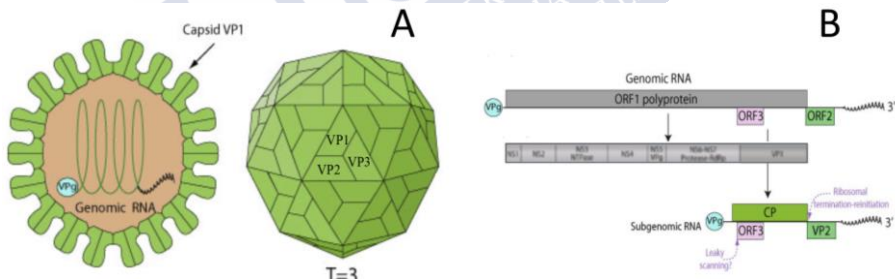 A
Capsid VP1
VPg
Genomic RNA
VP1
VP2
VP3
T=3
B
Genomic RNA
VPg
ORF1 polyprotein
3'
ORF3
ORF2
NS1
NS2
NS3
NTPase
NS4
NS5
VPg
NS6-NS7
Protease-RdRp
VP1
Ribosomal
termination-reinitiation
Subgenomic RNA
VPg
CP
3'
ORF3
VP2
Leaky
scanning?